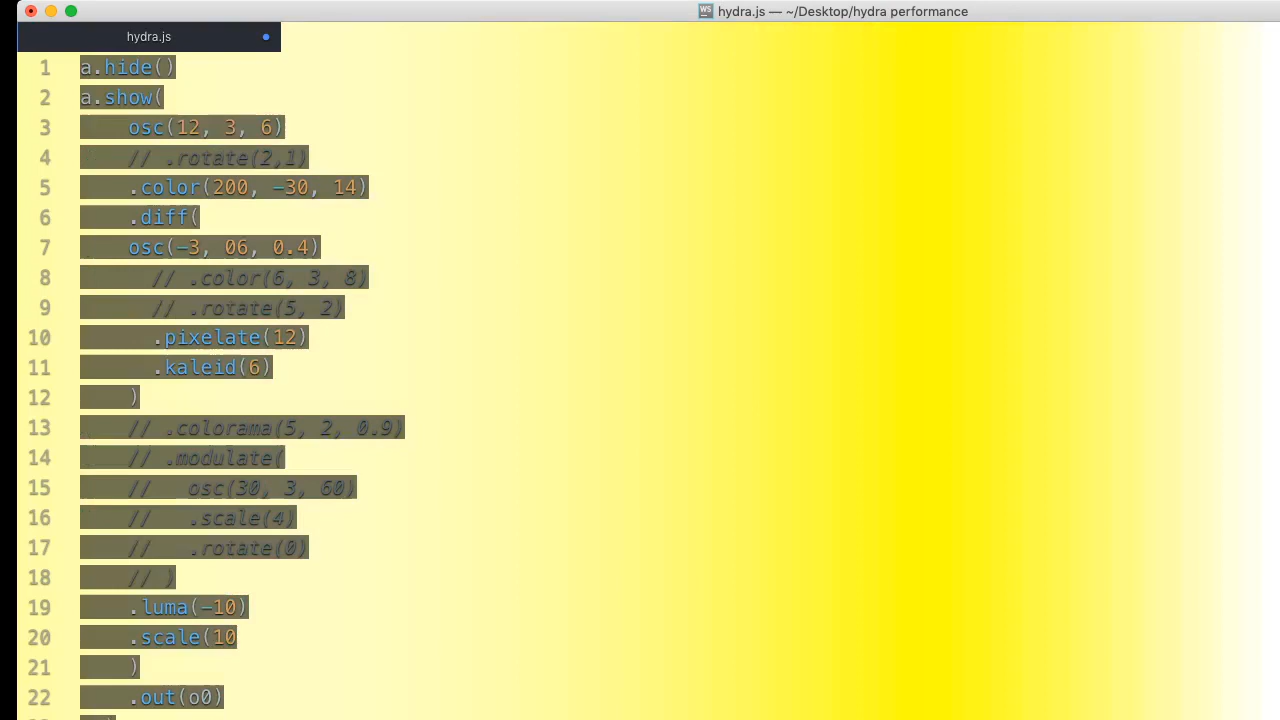 hydra.js — ~/Desktop/hydra performance
hydra.js
1 a.hide()
2 a.show(
3 osc(12, 3, 6)
4 // .rotate(2,1)
5 .color(200, -30, 14)
6 .diff(
7 osc(-3, 06, 0.4)
8 // .color(6, 3, 8)
9 // .rotate(5, 2)
10 .pixelate(12)
11 .kaleid(6)
12 )
13 // .colorama(5, 2, 0.9)
14 // .modulate(
15 // osc(30, 3, 60)
16 // .scale(4)
17 // .rotate(0)
18 // )
19 .luma(-10)
20 .scale(10
21 )
22 .out(o0)